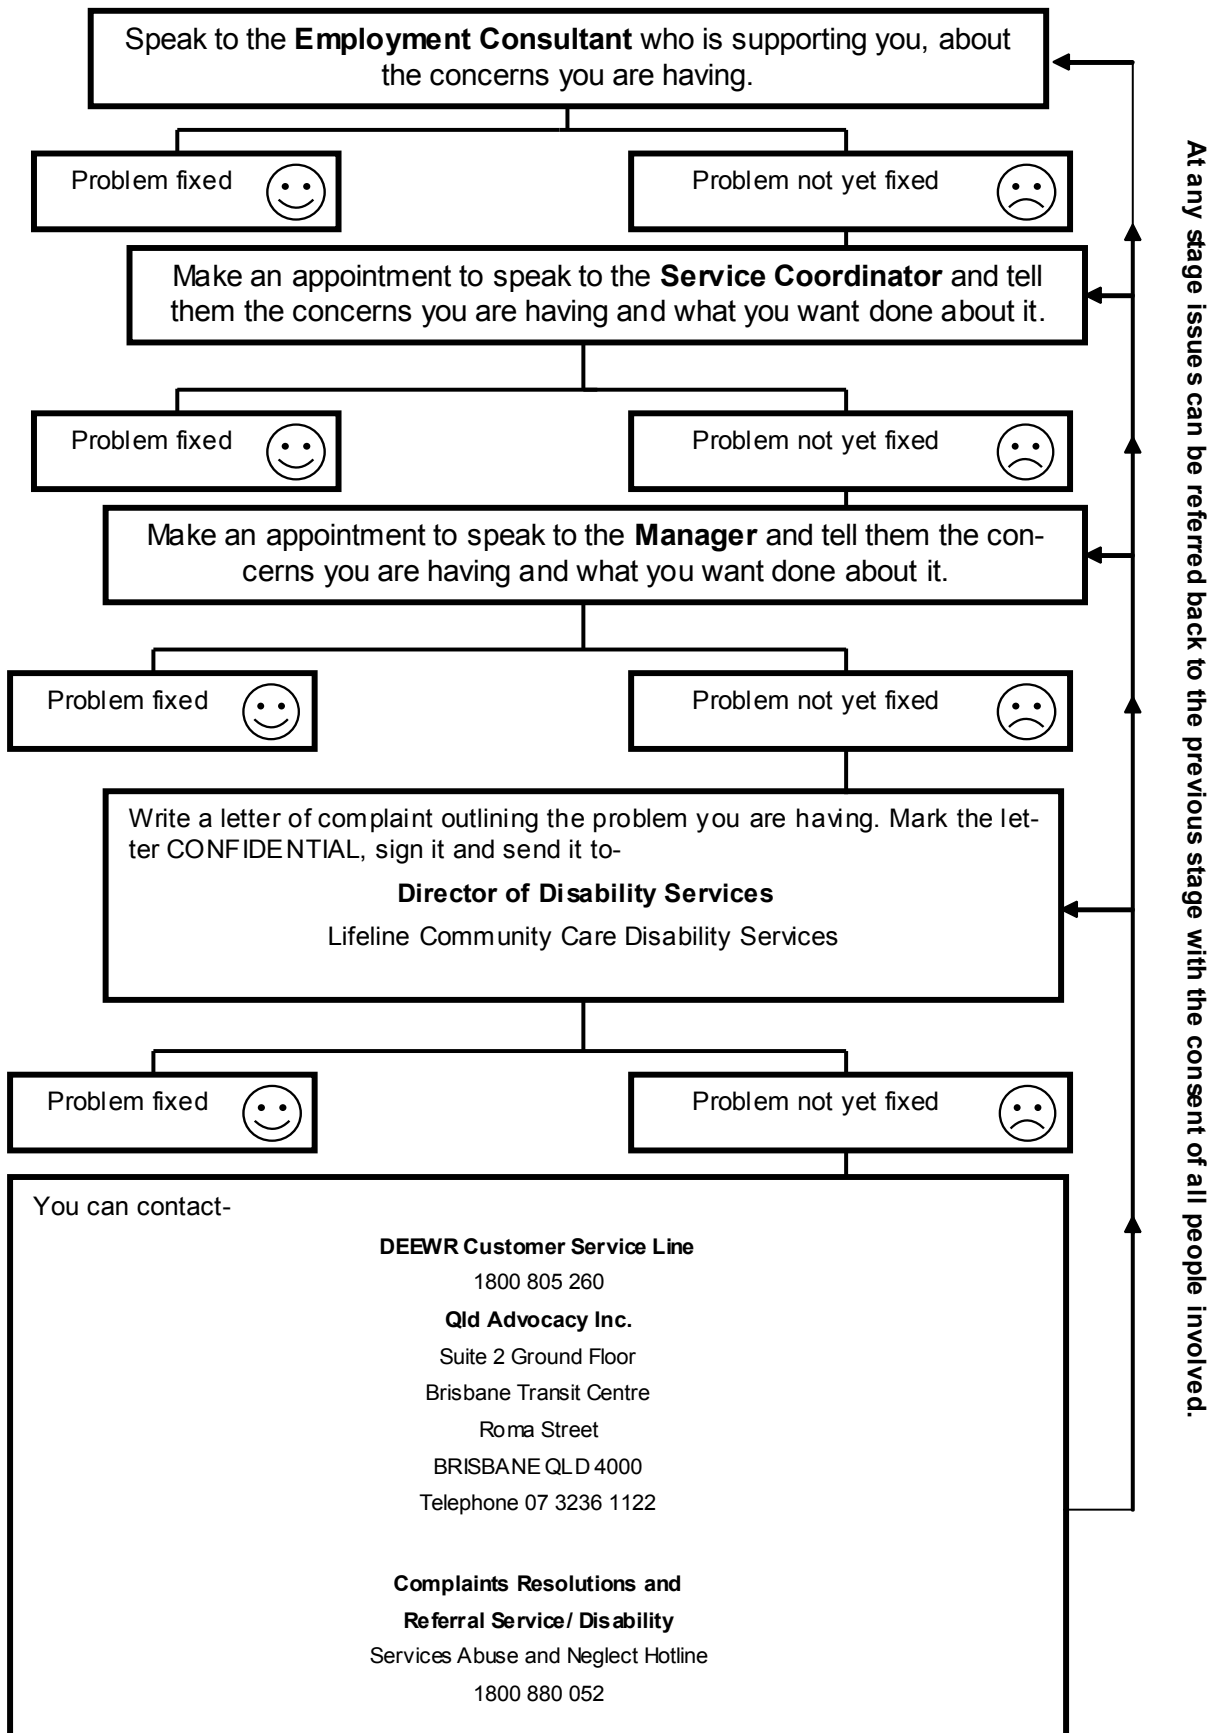 Speak to the Employment Consultant who is supporting you, about
the concerns you are having.
Problem fixed
Problem not yet fixed
Make an appointment to speak to the Service Coordinator and tell
them the concerns you are having and what you want done about it.
Problem fixed
Problem not yet fixed
Make an appointment to speak to the Manager and tell them the con-
cerns you are having and what you want done about it.
Problem fixed
Problem not yet fixed
Write a letter of complaint outlining the problem you are having. Mark the let-
ter CONFIDENTIAL, sign it and send it to-
Director of Disability Services
Lifeline Community Care Disability Services
Problem fixed
Problem not yet fixed
You can contact-
DEEWR Customer Service Line
1800 805 260
Qld Advocacy Inc.
Suite 2 Ground Floor
Brisbane Transit Centre
Roma Street
BRISBANE QLD 4000
Telephone 07 3236 1122
Complaints Resolutions and
Referral Service/ Disability
Services Abuse and Neglect Hotline
1800 880 052
At any stage issues can be referred back to the previous stage with the consent of all people involved.